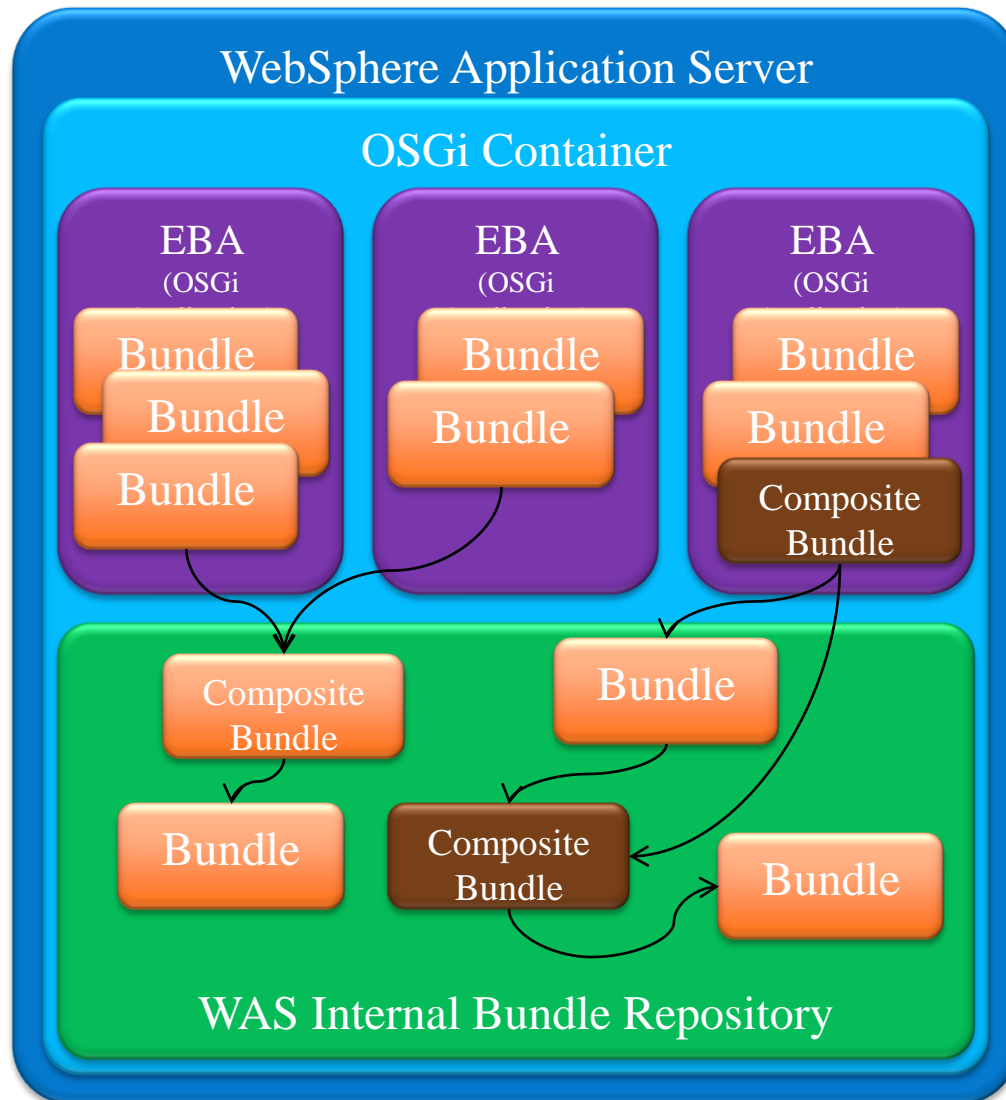 WebSphere Application Server
OSGi Container
EBA
(OSGi
Bundle
Bundle
Bundle
EBA
(OSGi
Bundle
Bundle
EBA
(OSGi
Bundle
Bundle
Composite
Bundle
Composite
Bundle
Bundle
Bundle
Composite
Bundle
Bundle
WAS Internal Bundle Repository